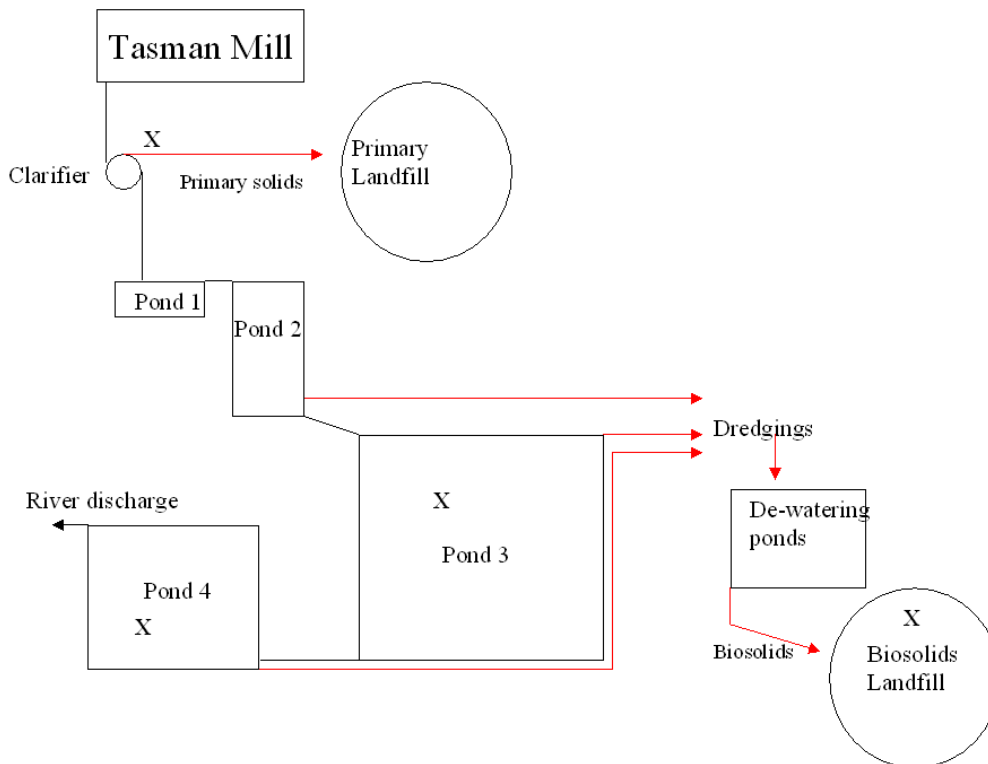 Tasman Mill
X
Clarifier
Primary solids
Primary
Landfill
Pond 1
Pond 2
Dredgings
River discharge
X
Pond 3
De-watering
ponds
Pond 4
X
X
Biosolids
Biosolids
Landfill